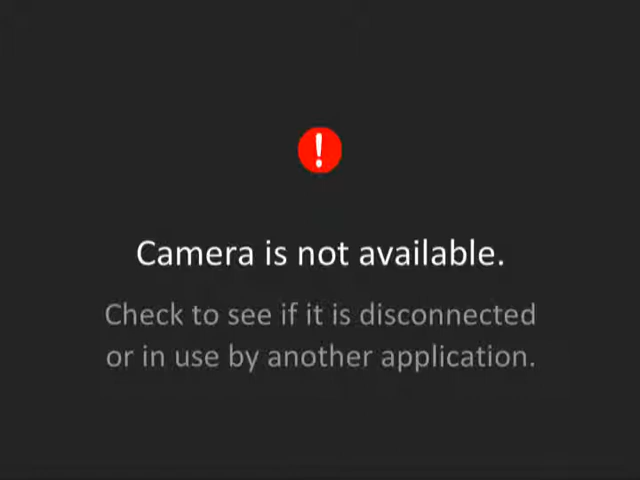 Camera is not available.
Check to see if it is disconnected
or in use by another application.